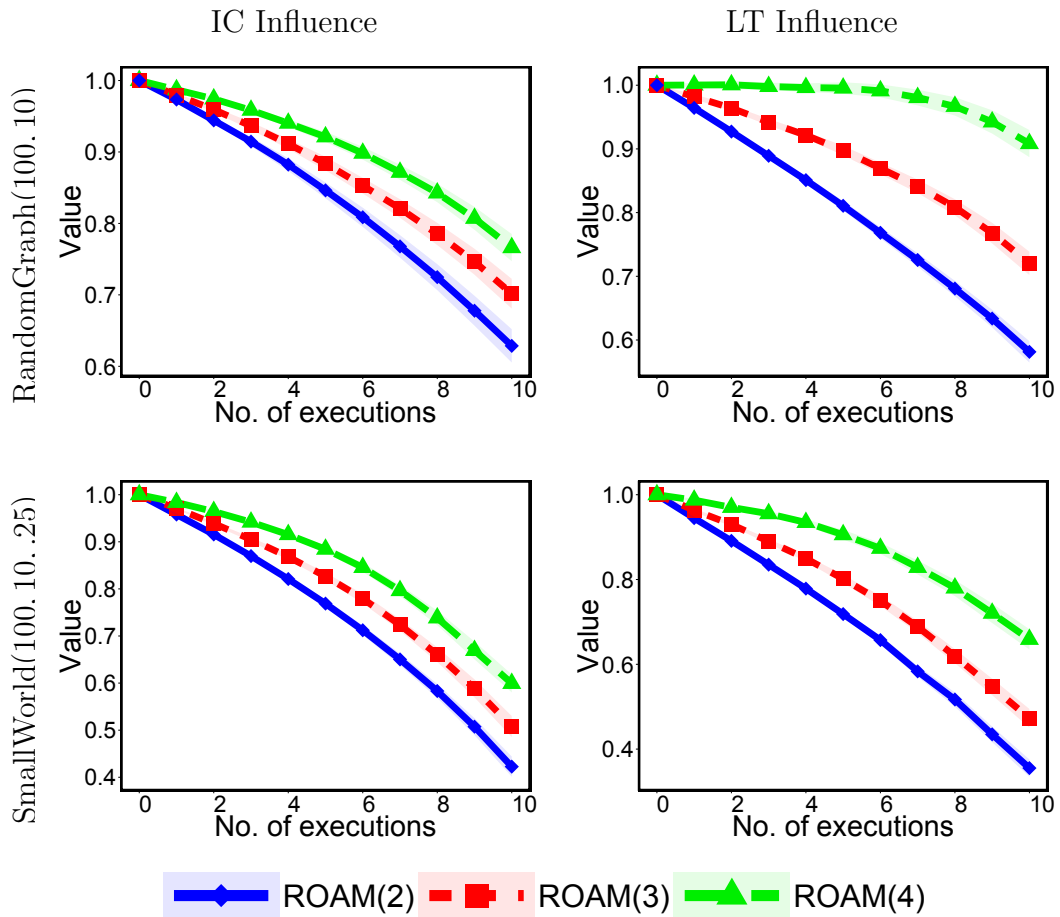 IC Influence
LT Influence
RandomGraph(100, 10)
Value
1.0
0.9
0.8
0.7
0.6
0 2 4 6 8 10
No. of executions
Value
1.0
0.9
0.8
0.7
0.6
0 2 4 6 8 10
No. of executions
SmallWorld(100, 10, .25)
Value
1.0
0.9
0.8
0.7
0.6
0.5
0.4
0 2 4 6 8 10
No. of executions
Value
1.0
0.8
0.6
0.4
0 2 4 6 8 10
No. of executions
ROAM(2) ROAM(3) ROAM(4)